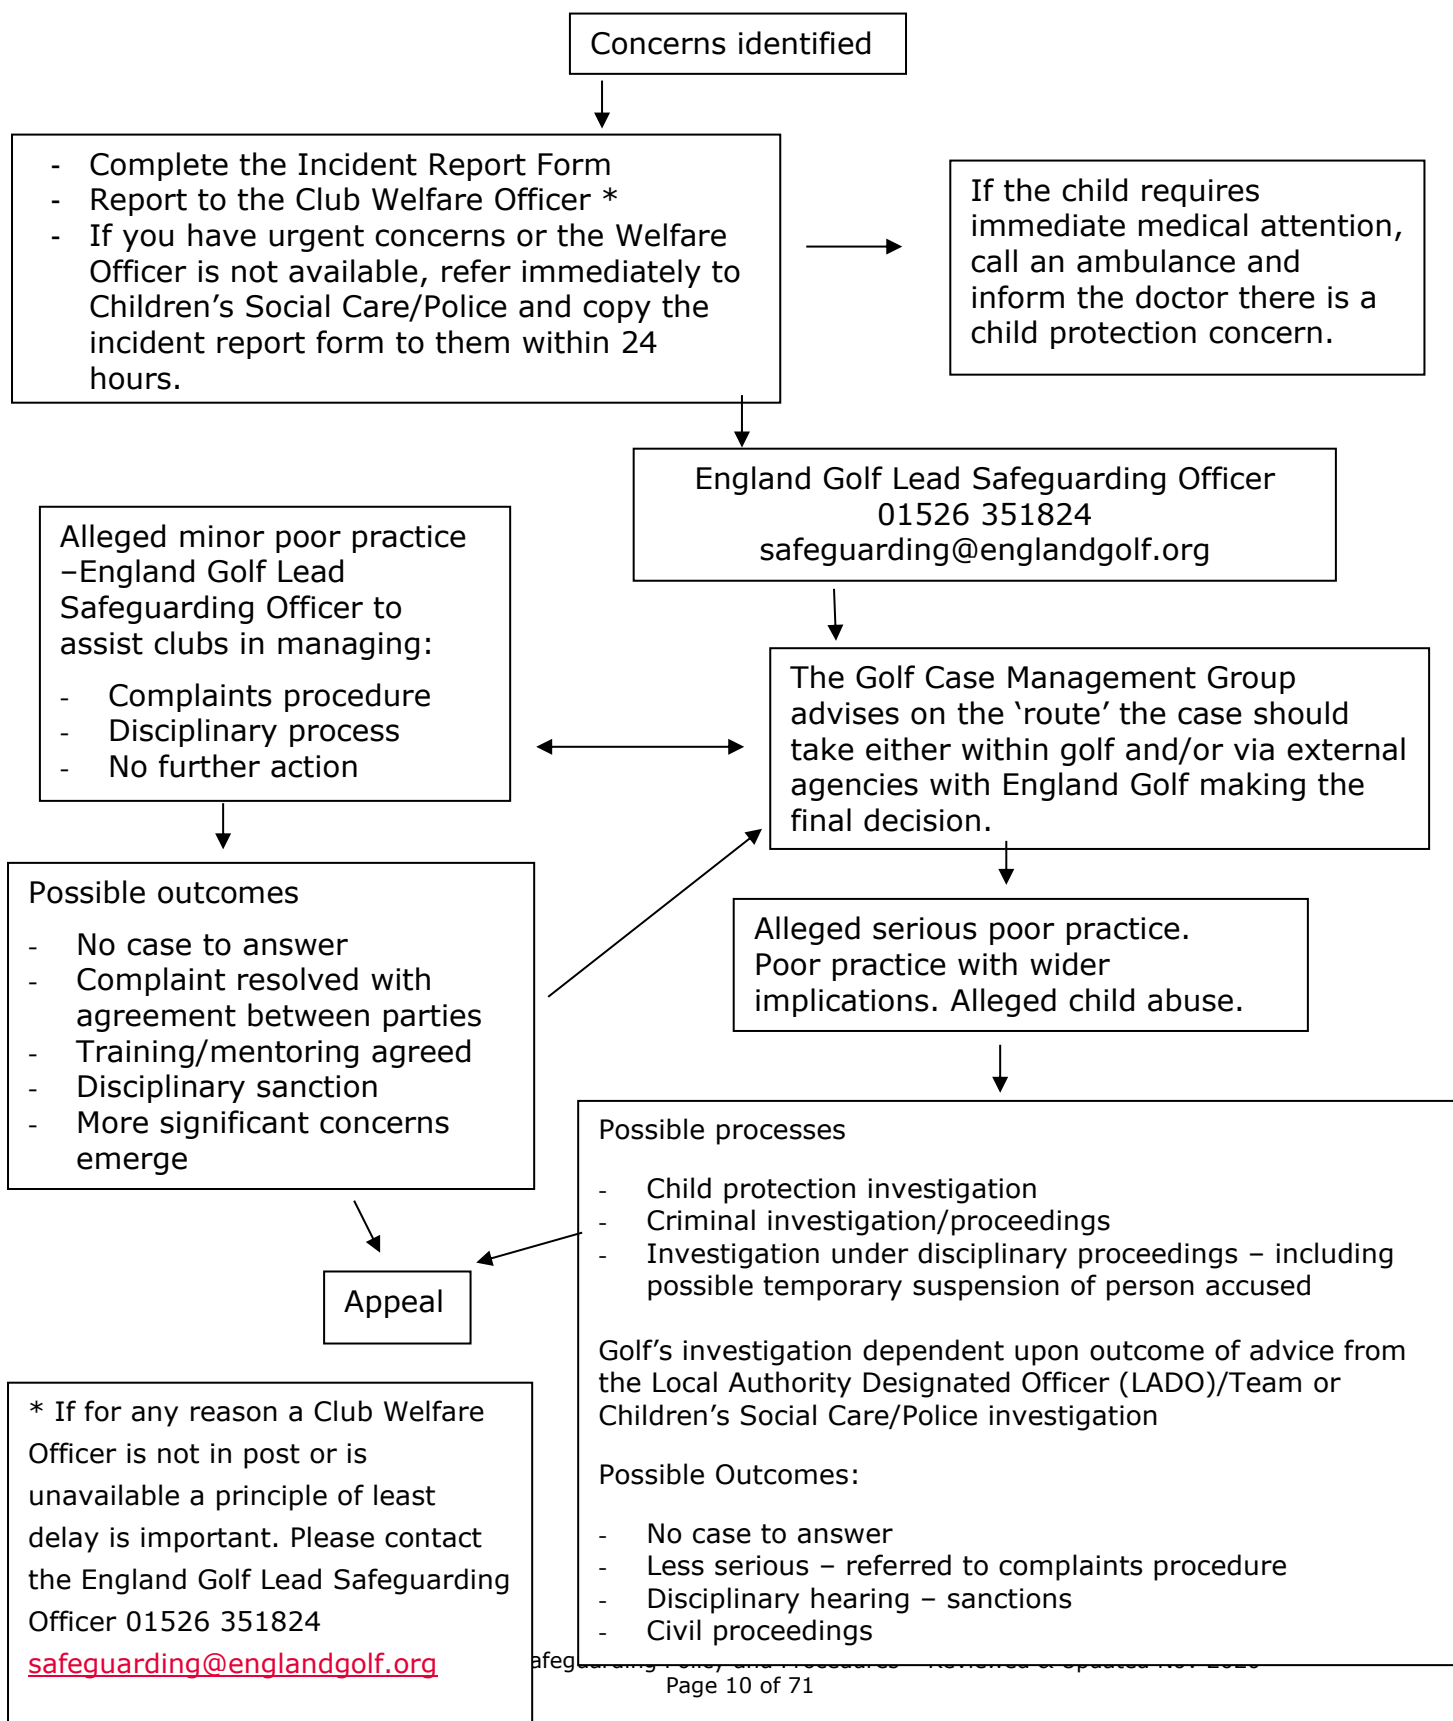 Concerns identified
- Complete the Incident Report Form
- Report to the Club Welfare Officer *
- If you have urgent concerns or the Welfare
Officer is not available, refer immediately to
Children’s Social Care/Police and copy the
incident report form to them within 24
hours.
If the child requires
immediate medical attention,
call an ambulance and
inform the doctor there is a
child protection concern.
England Golf Lead Safeguarding Officer
01526 351824
safeguarding@englandgolf.org
Alleged minor poor practice
–England Golf Lead
Safeguarding Officer to
assist clubs in managing:
- Complaints procedure
- Disciplinary process
- No further action
The Golf Case Management Group
advises on the ‘route’ the case should
take either within golf and/or via external
agencies with England Golf making the
final decision.
Possible outcomes
- No case to answer
- Complaint resolved with
agreement between parties
- Training/mentoring agreed
- Disciplinary sanction
- More significant concerns
emerge
Alleged serious poor practice.
Poor practice with wider
implications. Alleged child abuse.
Possible processes
- Child protection investigation
- Criminal investigation/proceedings
- Investigation under disciplinary proceedings – including
possible temporary suspension of person accused
Golf’s investigation dependent upon outcome of advice from
the Local Authority Designated Officer (LADO)/Team or
Children’s Social Care/Police investigation
Possible Outcomes:
- No case to answer
- Less serious – referred to complaints procedure
- Disciplinary hearing – sanctions
- Civil proceedings
Appeal
* If for any reason a Club Welfare
Officer is not in post or is
unavailable a principle of least
delay is important. Please contact
the England Golf Lead Safeguarding
Officer 01526 351824
safeguarding@englandgolf.org
Policy and Procedures Reviewed & Updated Nov
Page 10 of 71